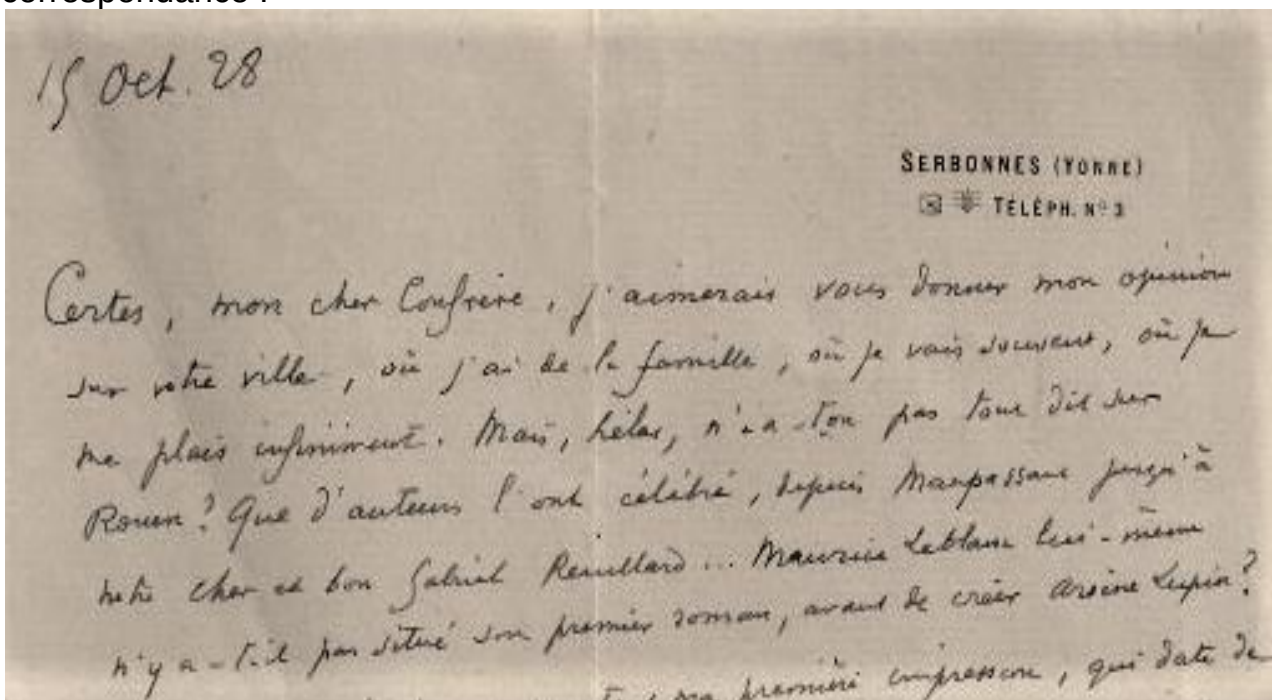 correspondance :
15 Oct. 28
SERBONNES (YONNE)
TÉLÉPH. Nº 3
Certes, mon cher Confrère, j'aimerais vous donner mon opinion
sur votre ville, où j'ai de la famille, où je vais souvent, où je
me plais infiniment. Mais, hélas, n'a-t-on pas tout dit sur
Rouen? Que d'auteurs l'ont célébré, depuis Maupassant jusqu'à
notre cher et bon Gabriel Reuillard... Maurice Leblanc lui-même
n'y a-t-il pas situé son premier roman, avant de créer Arsène Lupin?
ma première impression, qui date de